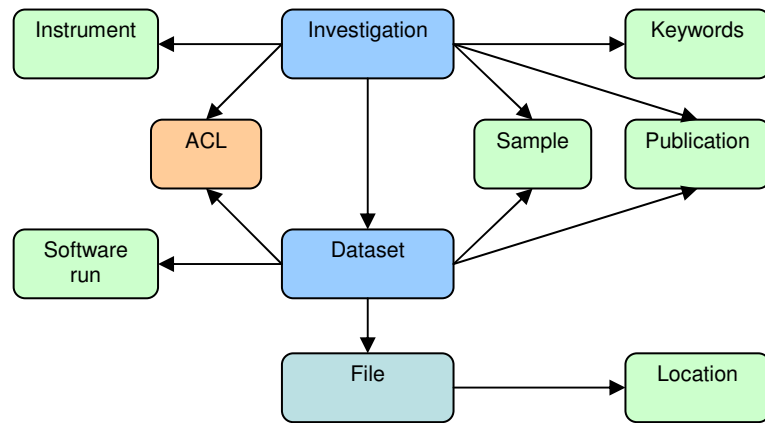 Instrument
Investigation
Keywords
ACL
Sample
Publication
Software
run
Dataset
File
Location